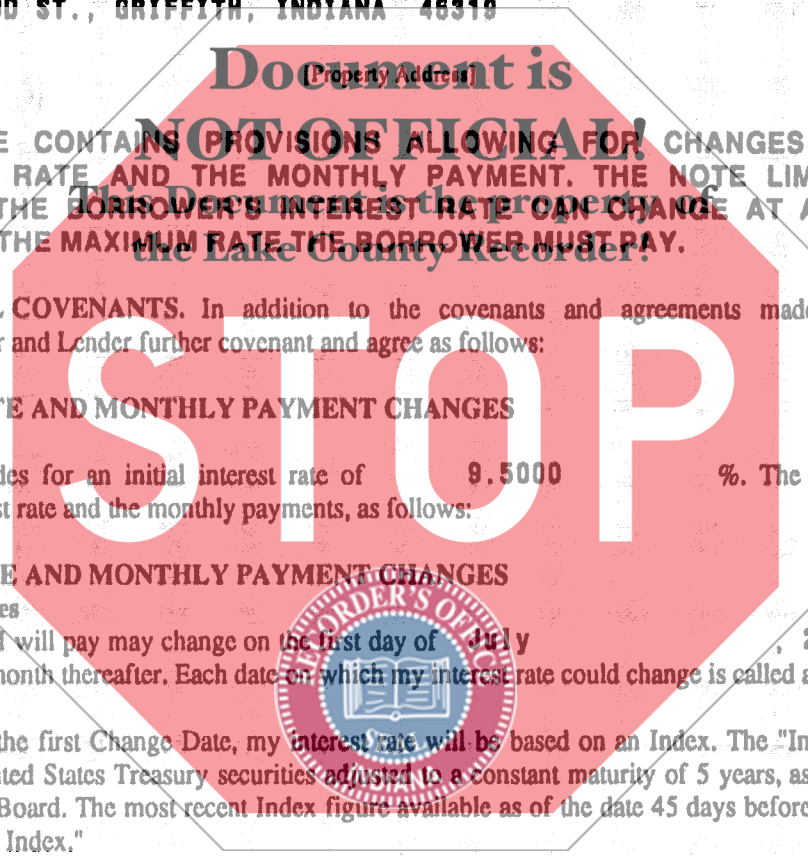 D ST., GRIFFITH, INDIANA 46319
Document is
[Property Address]
NOT OFFICIAL!
E CONTAINS PROVISIONS ALLOWING FOR CHANGES
RATE AND THE MONTHLY PAYMENT. THE NOTE LIM
This Document is the property of
THE BORROWER'S INTEREST RATE CAN CHANGE AT A
the Lake County Recorder!
THE MAXIMUM RATE THE BORROWER MUST PAY.
COVENANTS. In addition to the covenants and agreements made
r and Lender further covenant and agree as follows:
STOP
E AND MONTHLY PAYMENT CHANGES
des for an initial interest rate of 9.5000 %. The
st rate and the monthly payments, as follows:
E AND MONTHLY PAYMENT CHANGES
es
I will pay may change on the first day of July , 2
month thereafter. Each date on which my interest rate could change is called a
RECORDER'S OFFICE
SEAL
INDIANA
the first Change Date, my interest rate will be based on an Index. The "In
ted States Treasury securities adjusted to a constant maturity of 5 years, as
Board. The most recent Index figure available as of the date 45 days before
Index."